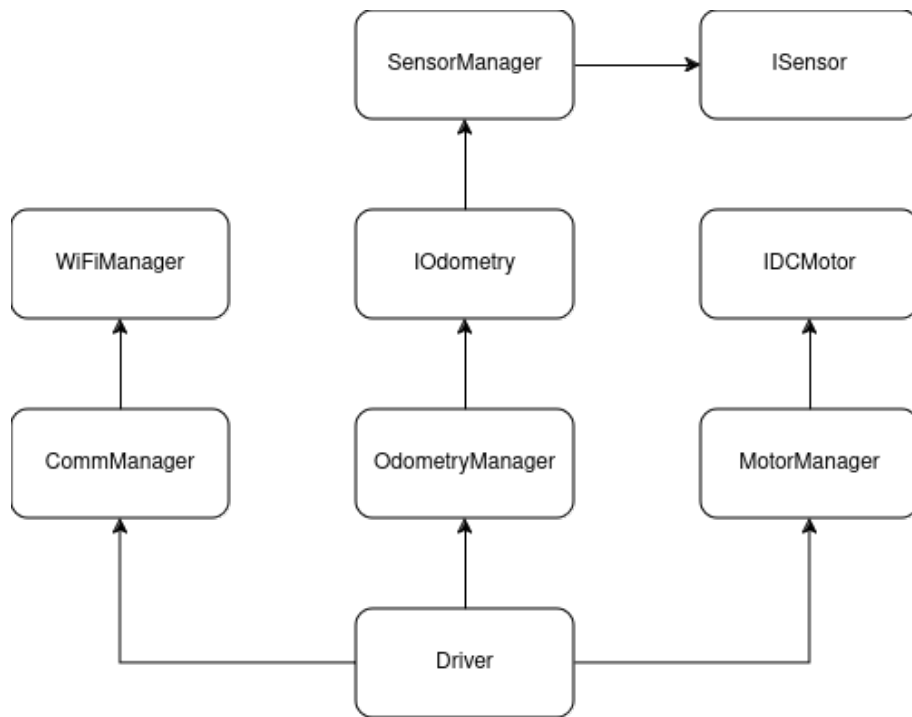 SensorManager
ISensor
WiFiManager
IOdometry
IDCMotor
CommManager
OdometryManager
MotorManager
Driver